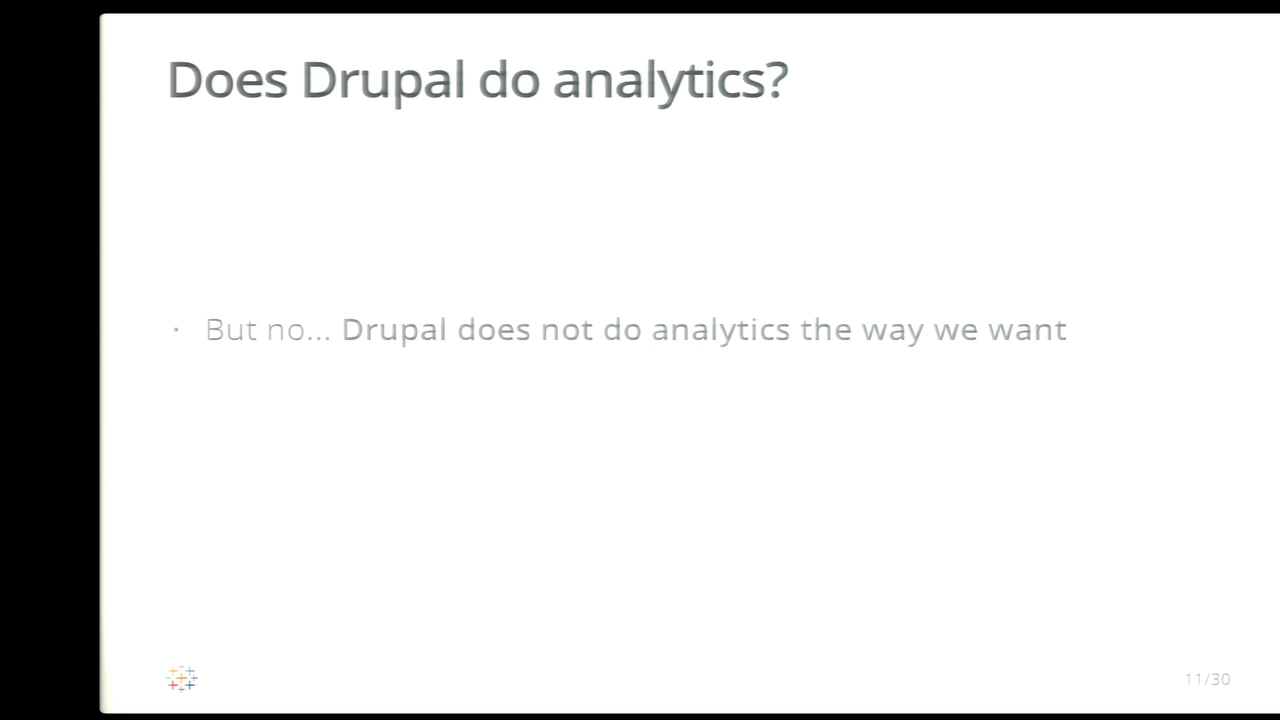 Does Drupal do analytics?
· But no... Drupal does not do analytics the way we want
11/30